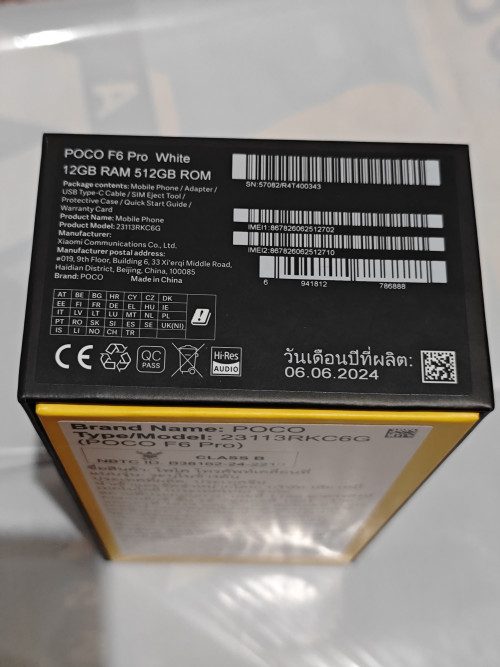 POCO F6 Pro White
12GB RAM 512GB ROM
Package contents: Mobile Phone / Adapter /
USB Type-C Cable / SIM Eject Tool /
Protective Case / Quick Start Guide /
Warranty Card
Product Name: Mobile Phone
Product Model: 23113RKC6G
Manufacturer:
Xiaomi Communications Co., Ltd.
Manufacturer postal address:
#019, 9th Floor, Building 6, 33 Xi'erqi Middle Road,
Haidian District, Beijing, China, 100085
Brand: POCO Made in China
SN:57082/R4T400343
IMEI1:867826062512702
IMEI2:867826062512710
6 941812 786888
AT BE BG HR CY CZ DK
EE FI FR DE EL HU IE
IT LV LT LU MT NL PL
PT RO SK SI ES SE UK(NI)
IS LI NO CH TR
CE
QC
PASS
Hi-Res
AUDIO
วันเดือนปีที่ผลิต:
06.06.2024
Brand Name: POCO
Type/Model: 23113RKC6G
(POCO F6 Pro)
CLASS B
NBTC ID.